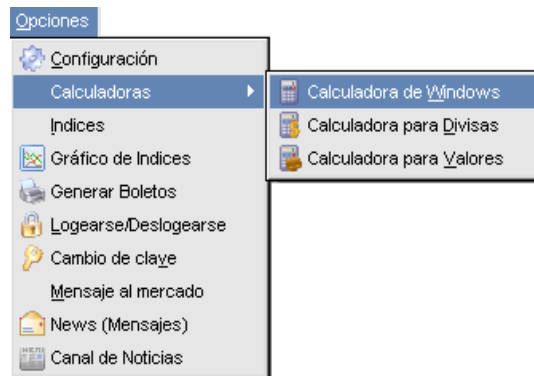 Opciones
Configuración
Calculadoras
Indices
Gráfico de Indices
Generar Boletos
Logearse/Deslogearse
Cambio de clave
Mensaje al mercado
News (Mensajes)
Canal de Noticias
Calculadora de Windows
Calculadora para Divisas
Calculadora para Valores